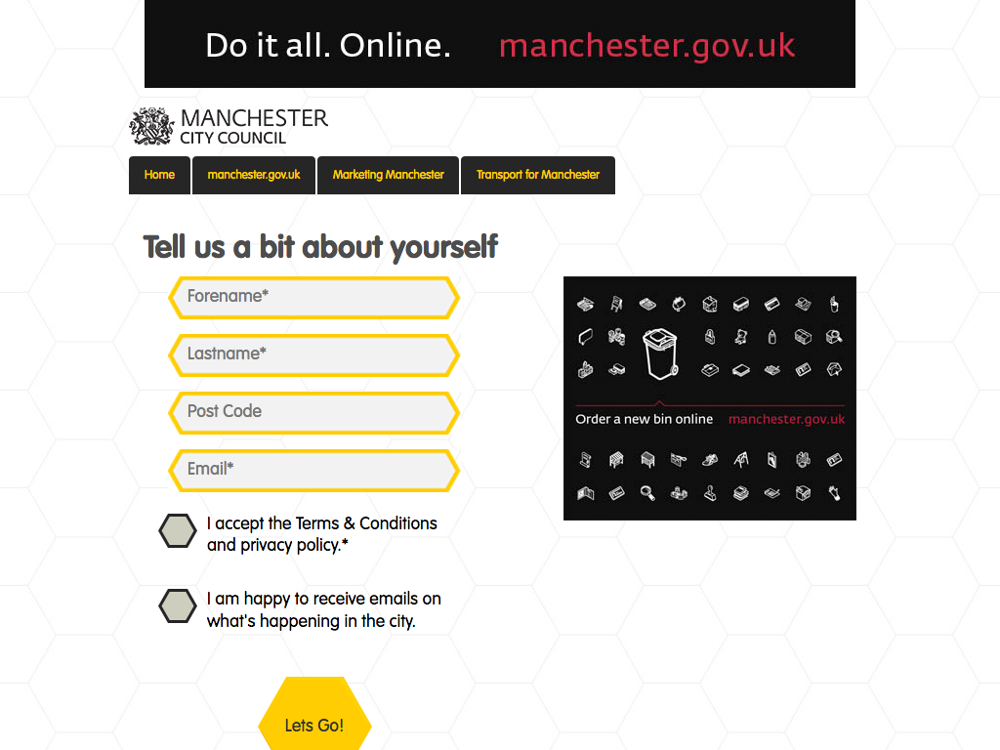 Do it all. Online. manchester.gov.uk
MANCHESTER
CITY COUNCIL
Home manchester.gov.uk Marketing Manchester Transport for Manchester
Tell us a bit about yourself
Forename*
Lastname*
Post Code
Email*
I accept the Terms & Conditions
and privacy policy.*
I am happy to receive emails on
what's happening in the city.
Lets Go!
Order a new bin online manchester.gov.uk